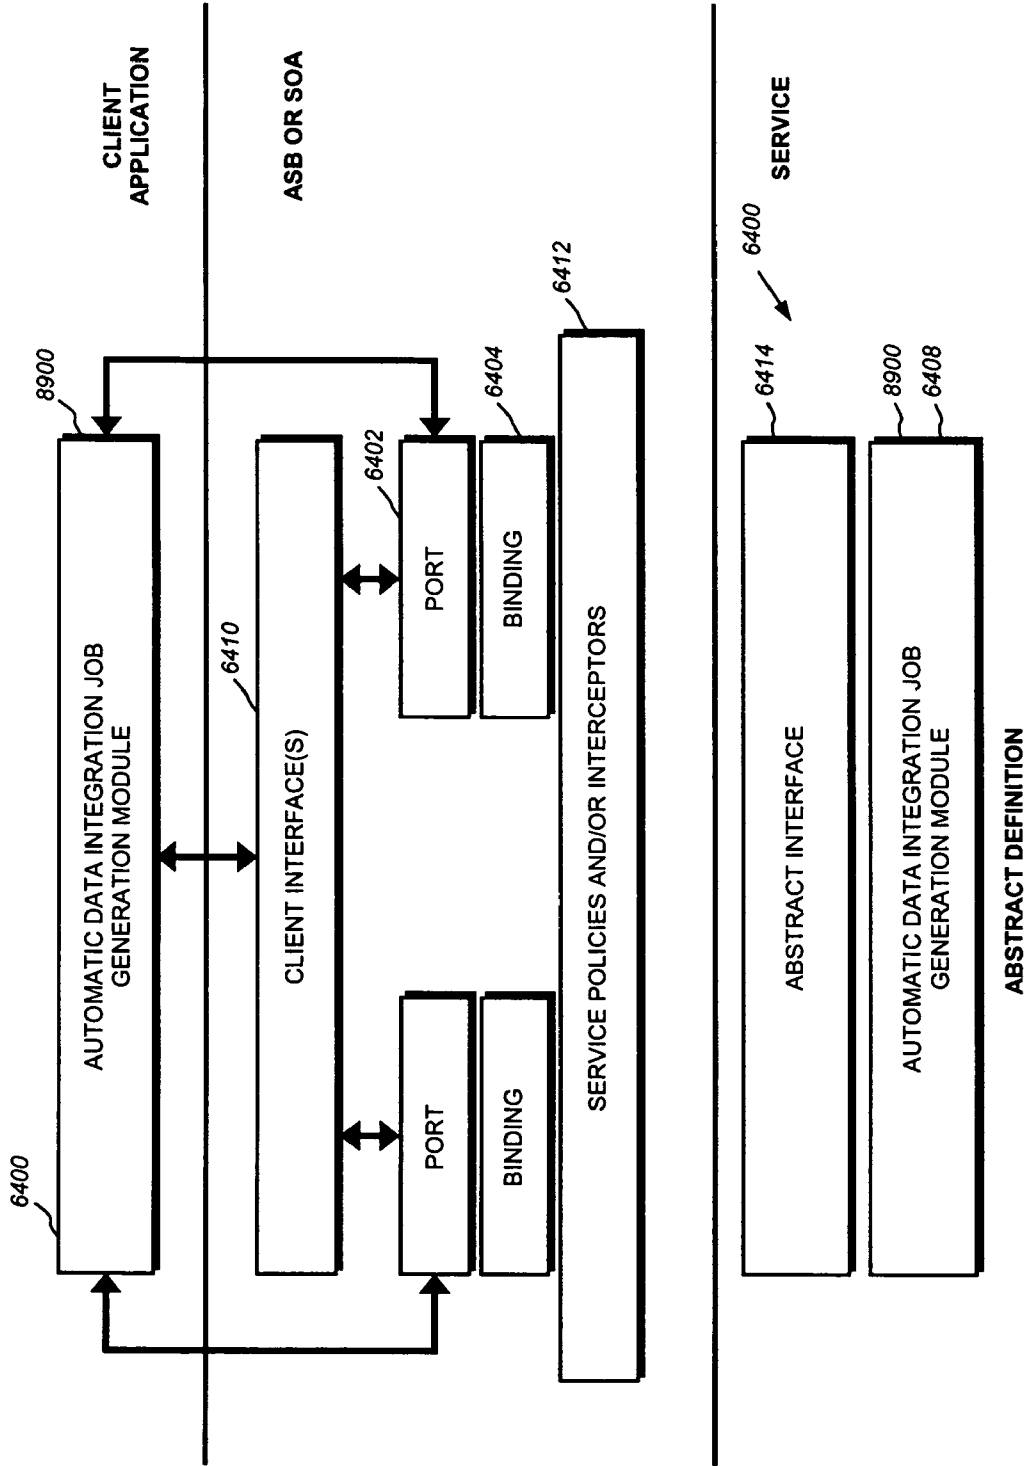 CLIENT
APPLICATION
6400
8900
AUTOMATIC DATA INTEGRATION JOB
GENERATION MODULE
ASB OR SOA
6410
CLIENT INTERFACE(S)
6402
PORT
PORT
6404
BINDING
BINDING
6412
SERVICE POLICIES AND/OR INTERCEPTORS
SERVICE
6400
6414
ABSTRACT INTERFACE
8900
6408
AUTOMATIC DATA INTEGRATION JOB
GENERATION MODULE
ABSTRACT DEFINITION